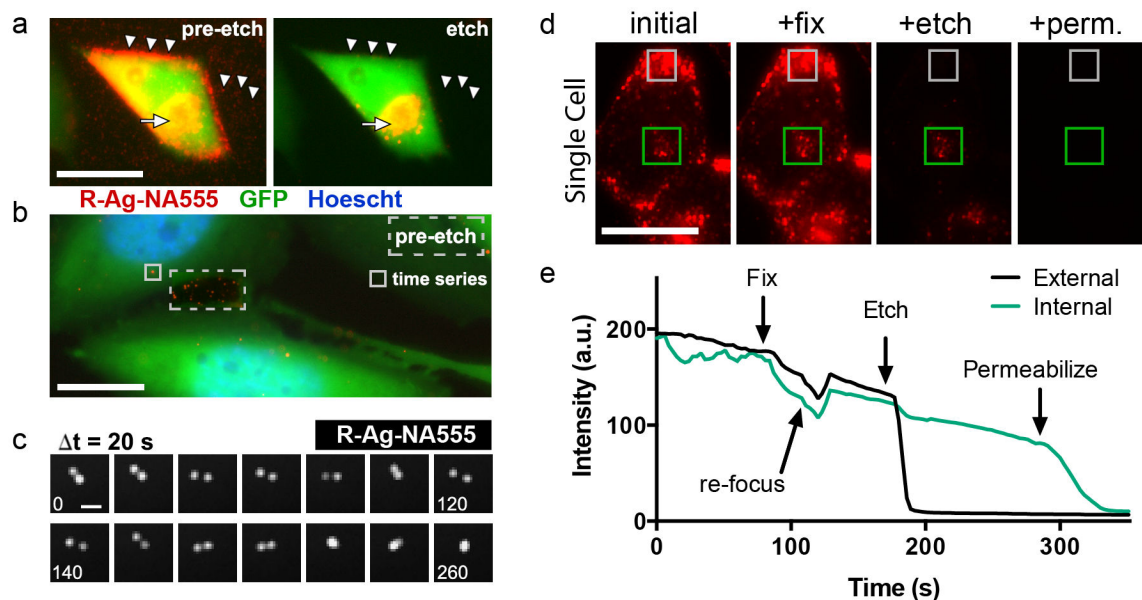 a
pre-etch
etch
R-Ag-NA555 GFP Hoescht
b
pre-etch
time series
c
Δt = 20 s
R-Ag-NA555
0
120
140
260
d
initial +fix +etch +perm.
Single Cell
e
External
Internal
Fix
Etch
Permeabilize
re-focus
Intensity (a.u.)
200
100
0
0 100 200 300
Time (s)